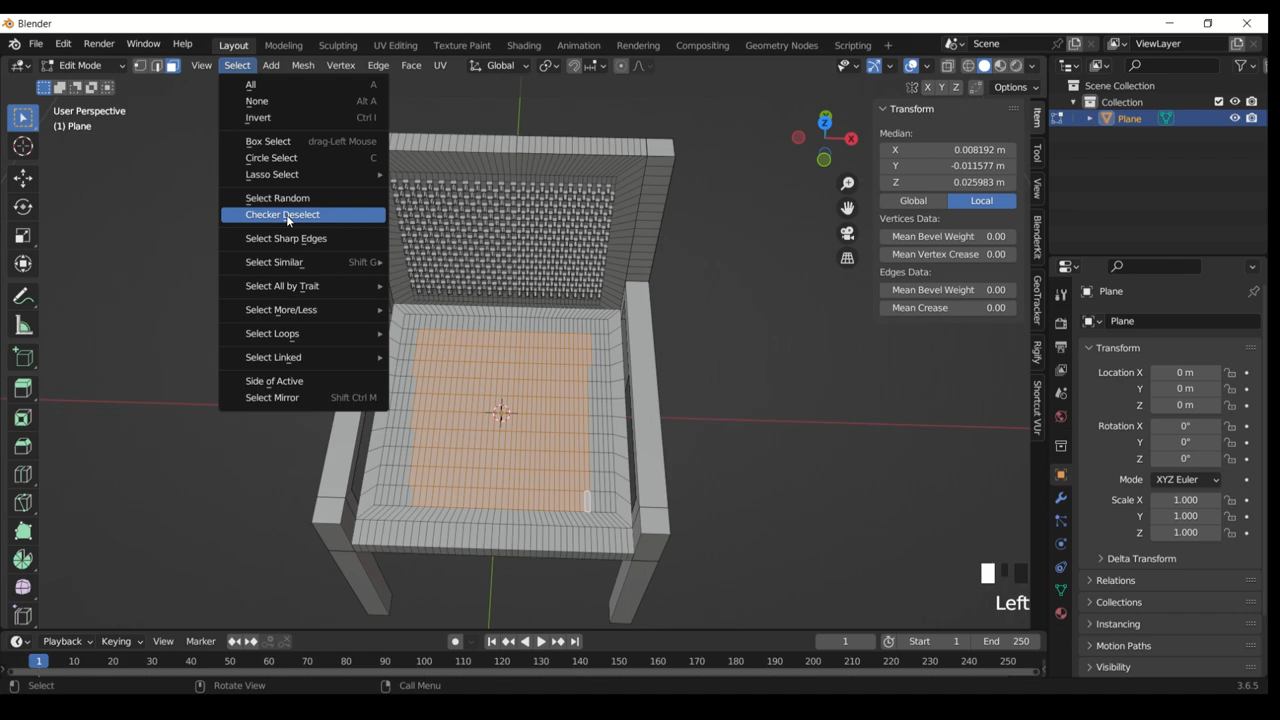 Blender
File Edit Render Window Help
Layout Modeling Sculpting UV Editing Texture Paint Shading Animation Rendering Compositing Geometry Nodes Scripting +
Scene
ViewLayer
Edit Mode
View Select Add Mesh Vertex Edge Face UV
Global
X Y Z
Options
User Perspective
(1) Plane
All A
None Alt A
Invert Ctrl I
Box Select drag-Left Mouse
Circle Select C
Lasso Select
Select Random
Checker Deselect
Select Sharp Edges
Select Similar Shift G
Select All by Trait
Select More/Less
Select Loops
Select Linked
Side of Active
Select Mirror Shift Ctrl M
Z
X
Transform
Median:
X 0.008192 m
Y -0.011577 m
Z 0.025983 m
Global Local
Vertices Data:
Mean Bevel Weight 0.00
Mean Vertex Crease 0.00
Edges Data:
Mean Bevel Weight 0.00
Mean Crease 0.00
Item
Tool
View
BlenderKit
GeoTracker
Rigify
Shortcut VUr
Scene Collection
Collection
Plane
Plane
Plane
Transform
Location X 0 m
Y 0 m
Z 0 m
Rotation X 0°
Y 0°
Z 0°
Mode XYZ Euler
Scale X 1.000
Y 1.000
Z 1.000
Delta Transform
Relations
Collections
Instancing
Motion Paths
Visibility
Left
Playback Keying View Marker
1
Start 1
End 250
1 10 20 30 40 50 60 70 80 90 100 110 120 130 140 150 160 170 180 190 200 210 220 230 240 250
Select
Rotate View
Call Menu
3.6.5